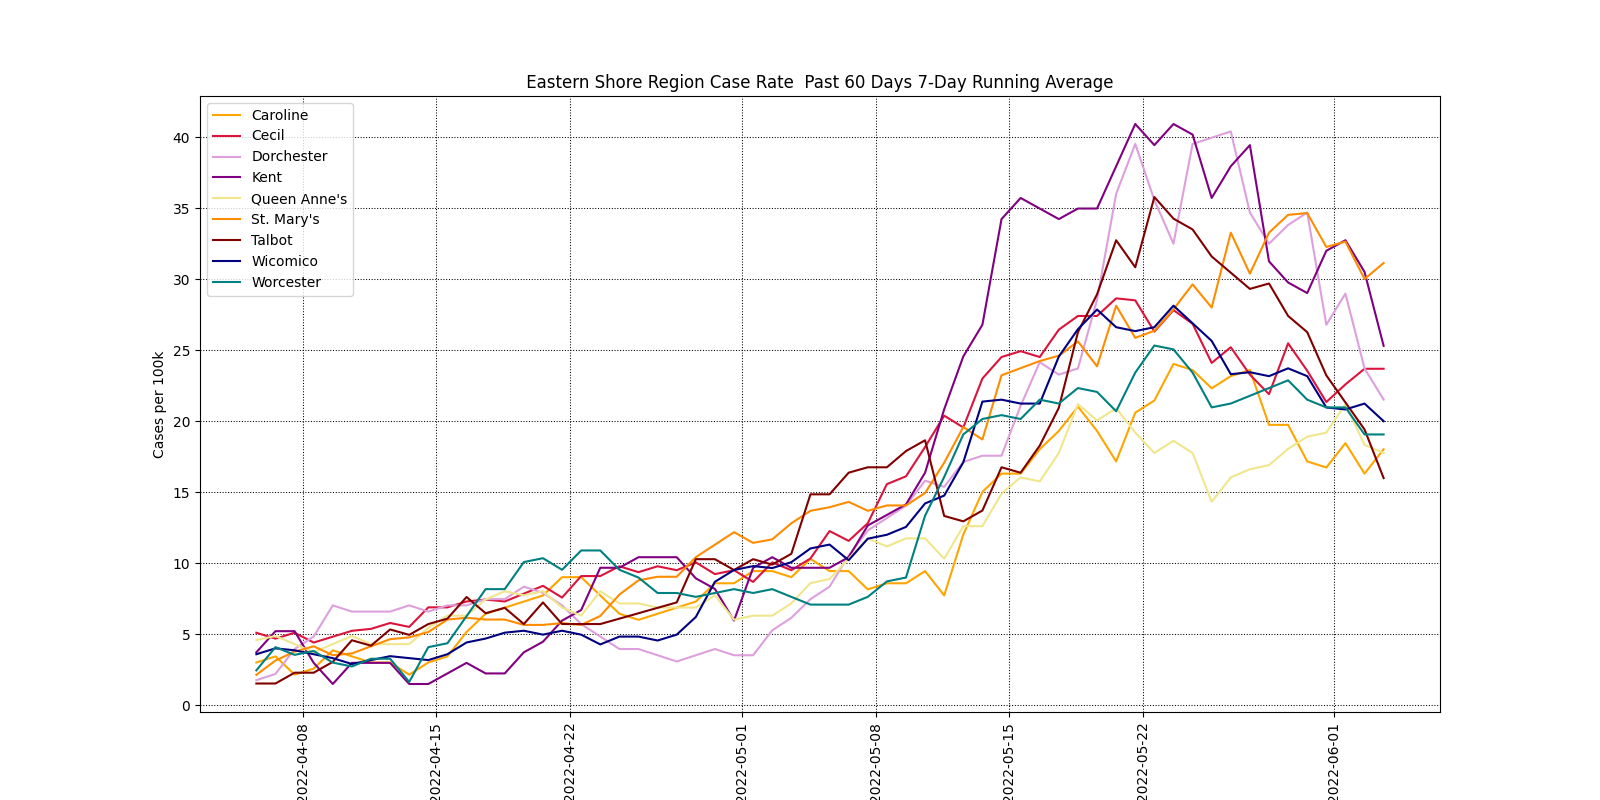 Eastern Shore Region Case Rate  Past 60 Days 7-Day Running Average
Caroline
Cecil
Dorchester
Kent
Queen Anne's
St. Mary's
Talbot
Wicomico
Worcester
Cases per 100k
40
35
30
25
20
15
10
5
0
2022-04-08
2022-04-15
2022-04-22
2022-05-01
2022-05-08
2022-05-15
2022-05-22
2022-06-01